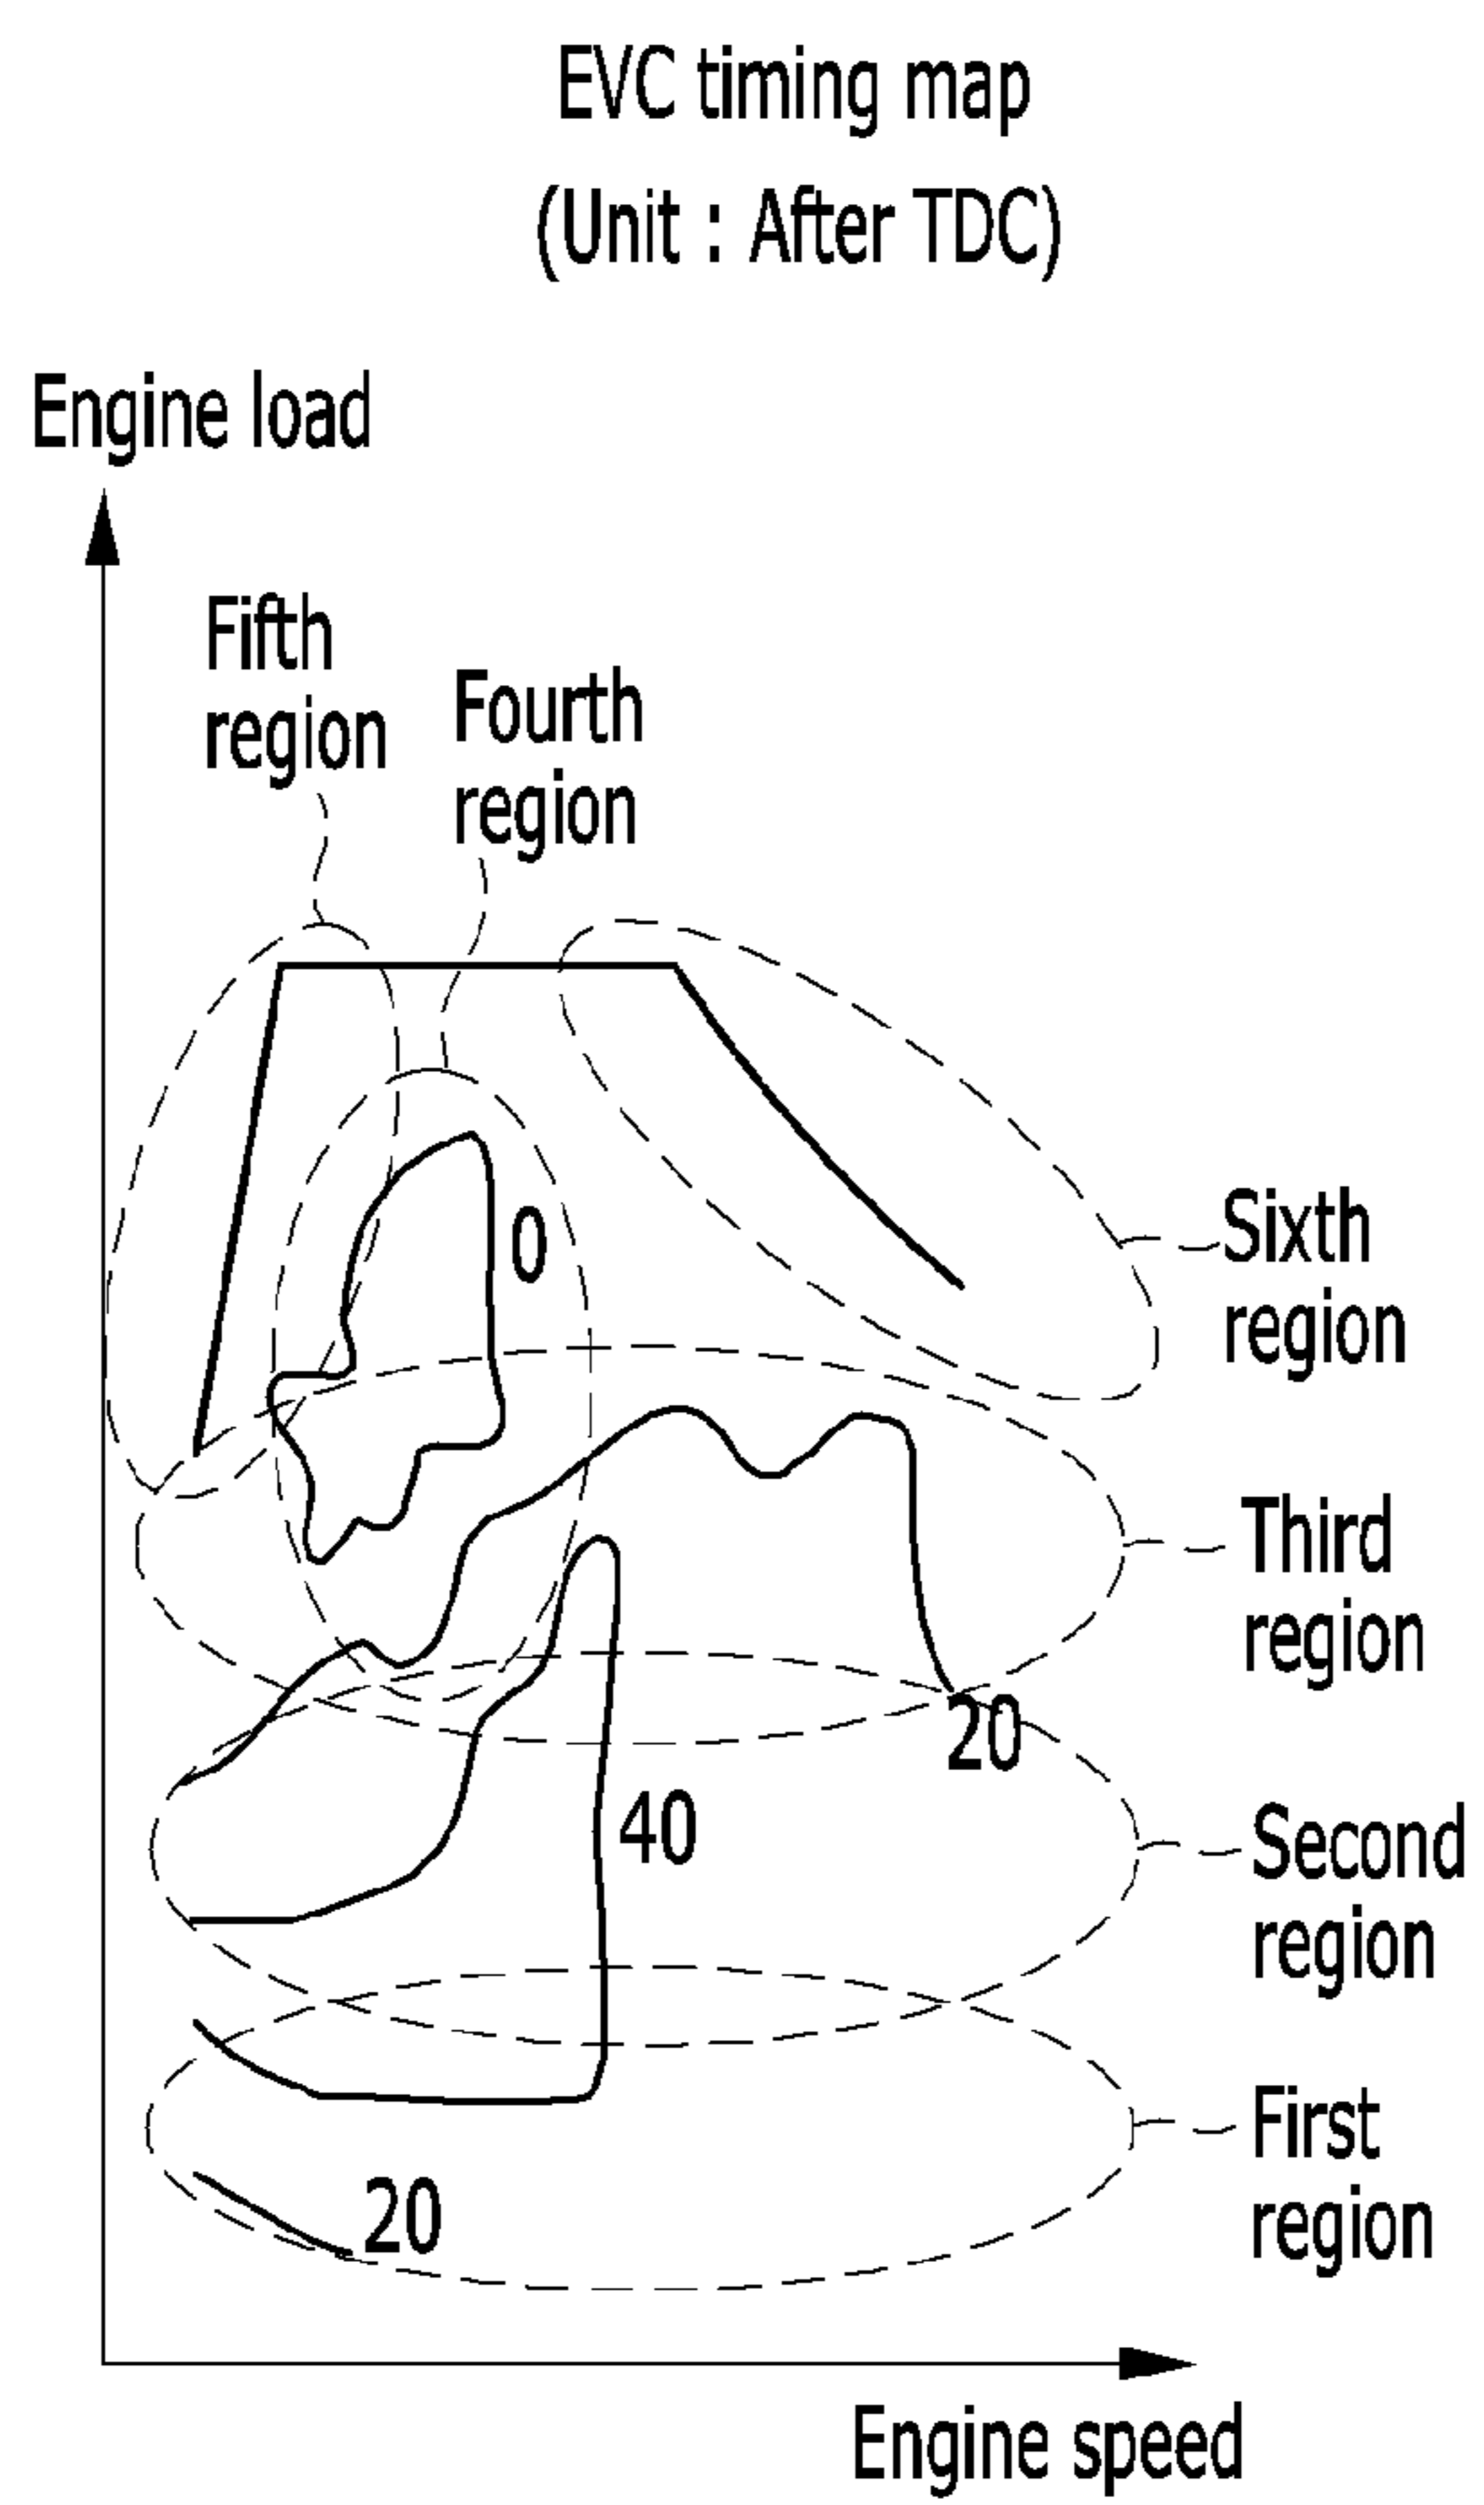 EVC timing map
(Unit : After TDC)
Engine load
Fifth
region
Fourth
region
0
Sixth
region
Third
region
20
40
Second
region
First
region
20
Engine speed